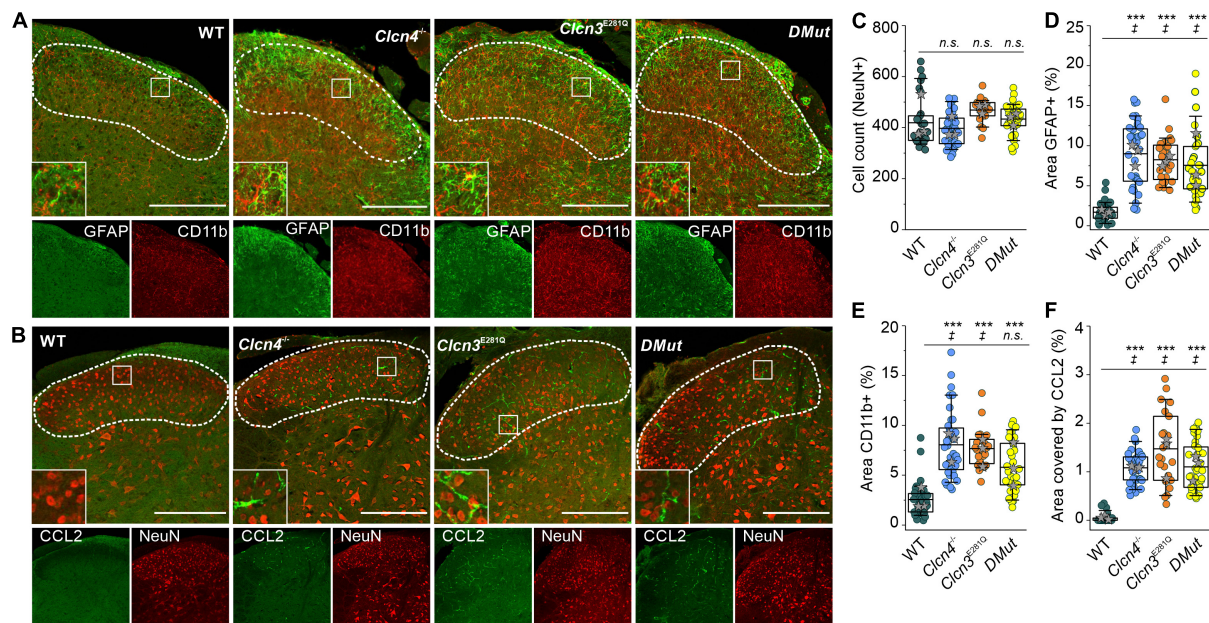 A
WT
Clcn4⁻/⁻
Clcn3ᴱ²⁸¹Q
DMut
GFAP
CD11b
GFAP
CD11b
GFAP
CD11b
GFAP
CD11b
B
WT
Clcn4⁻/⁻
Clcn3ᴱ²⁸¹Q
DMut
CCL2
NeuN
CCL2
NeuN
CCL2
NeuN
CCL2
NeuN
C
n.s. n.s. n.s.
Cell count (NeuN+)
800
600
400
200
0
WT
Clcn4⁻/⁻
Clcn3ᴱ²⁸¹Q
DMut
D
*** *** ***
‡ ‡ ‡
Area GFAP+ (%)
25
20
15
10
5
0
WT
Clcn4⁻/⁻
Clcn3ᴱ²⁸¹Q
DMut
E
*** *** ***
‡ ‡ n.s.
Area CD11b+ (%)
20
15
10
5
0
WT
Clcn4⁻/⁻
Clcn3ᴱ²⁸¹Q
DMut
F
*** *** ***
‡ ‡ ‡
Area covered by CCL2 (%)
4
3
2
1
0
WT
Clcn4⁻/⁻
Clcn3ᴱ²⁸¹Q
DMut